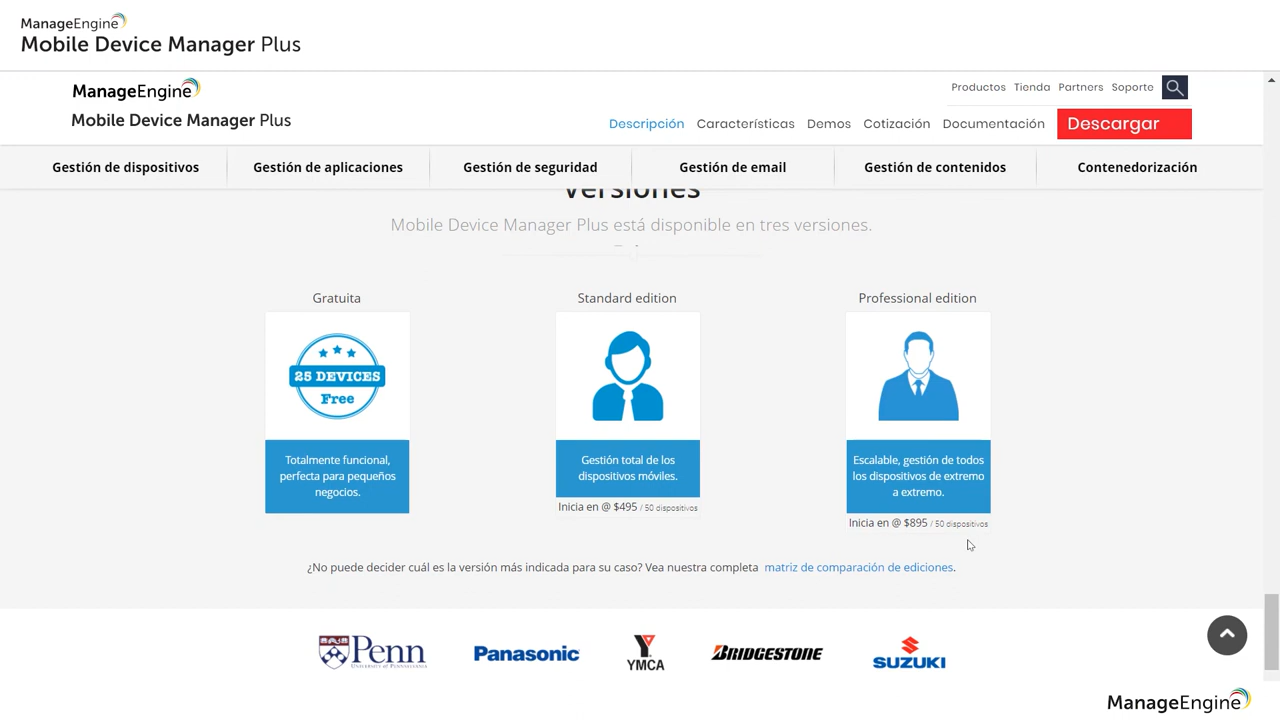 ManageEngine
Mobile Device Manager Plus
ManageEngine
Mobile Device Manager Plus
Productos Tienda Partners Soporte
Descripción Características Demos Cotización Documentación Descargar
Gestión de dispositivos Gestión de aplicaciones Gestión de seguridad Gestión de email Gestión de contenidos Contenedorización
Versiones
Mobile Device Manager Plus está disponible en tres versiones.
Gratuita
25 DEVICES
Free
Totalmente funcional,
perfecta para pequeños
negocios.
Standard edition
Gestión total de los
dispositivos móviles.
Inicia en @ $495 / 50 dispositivos
Professional edition
Escalable, gestión de todos
los dispositivos de extremo
a extremo.
Inicia en @ $895 / 50 dispositivos
¿No puede decidir cuál es la versión más indicada para su caso? Vea nuestra completa matriz de comparación de ediciones.
Penn
UNIVERSITY of PENNSYLVANIA
Panasonic
YMCA
BRIDGESTONE
SUZUKI
ManageEngine